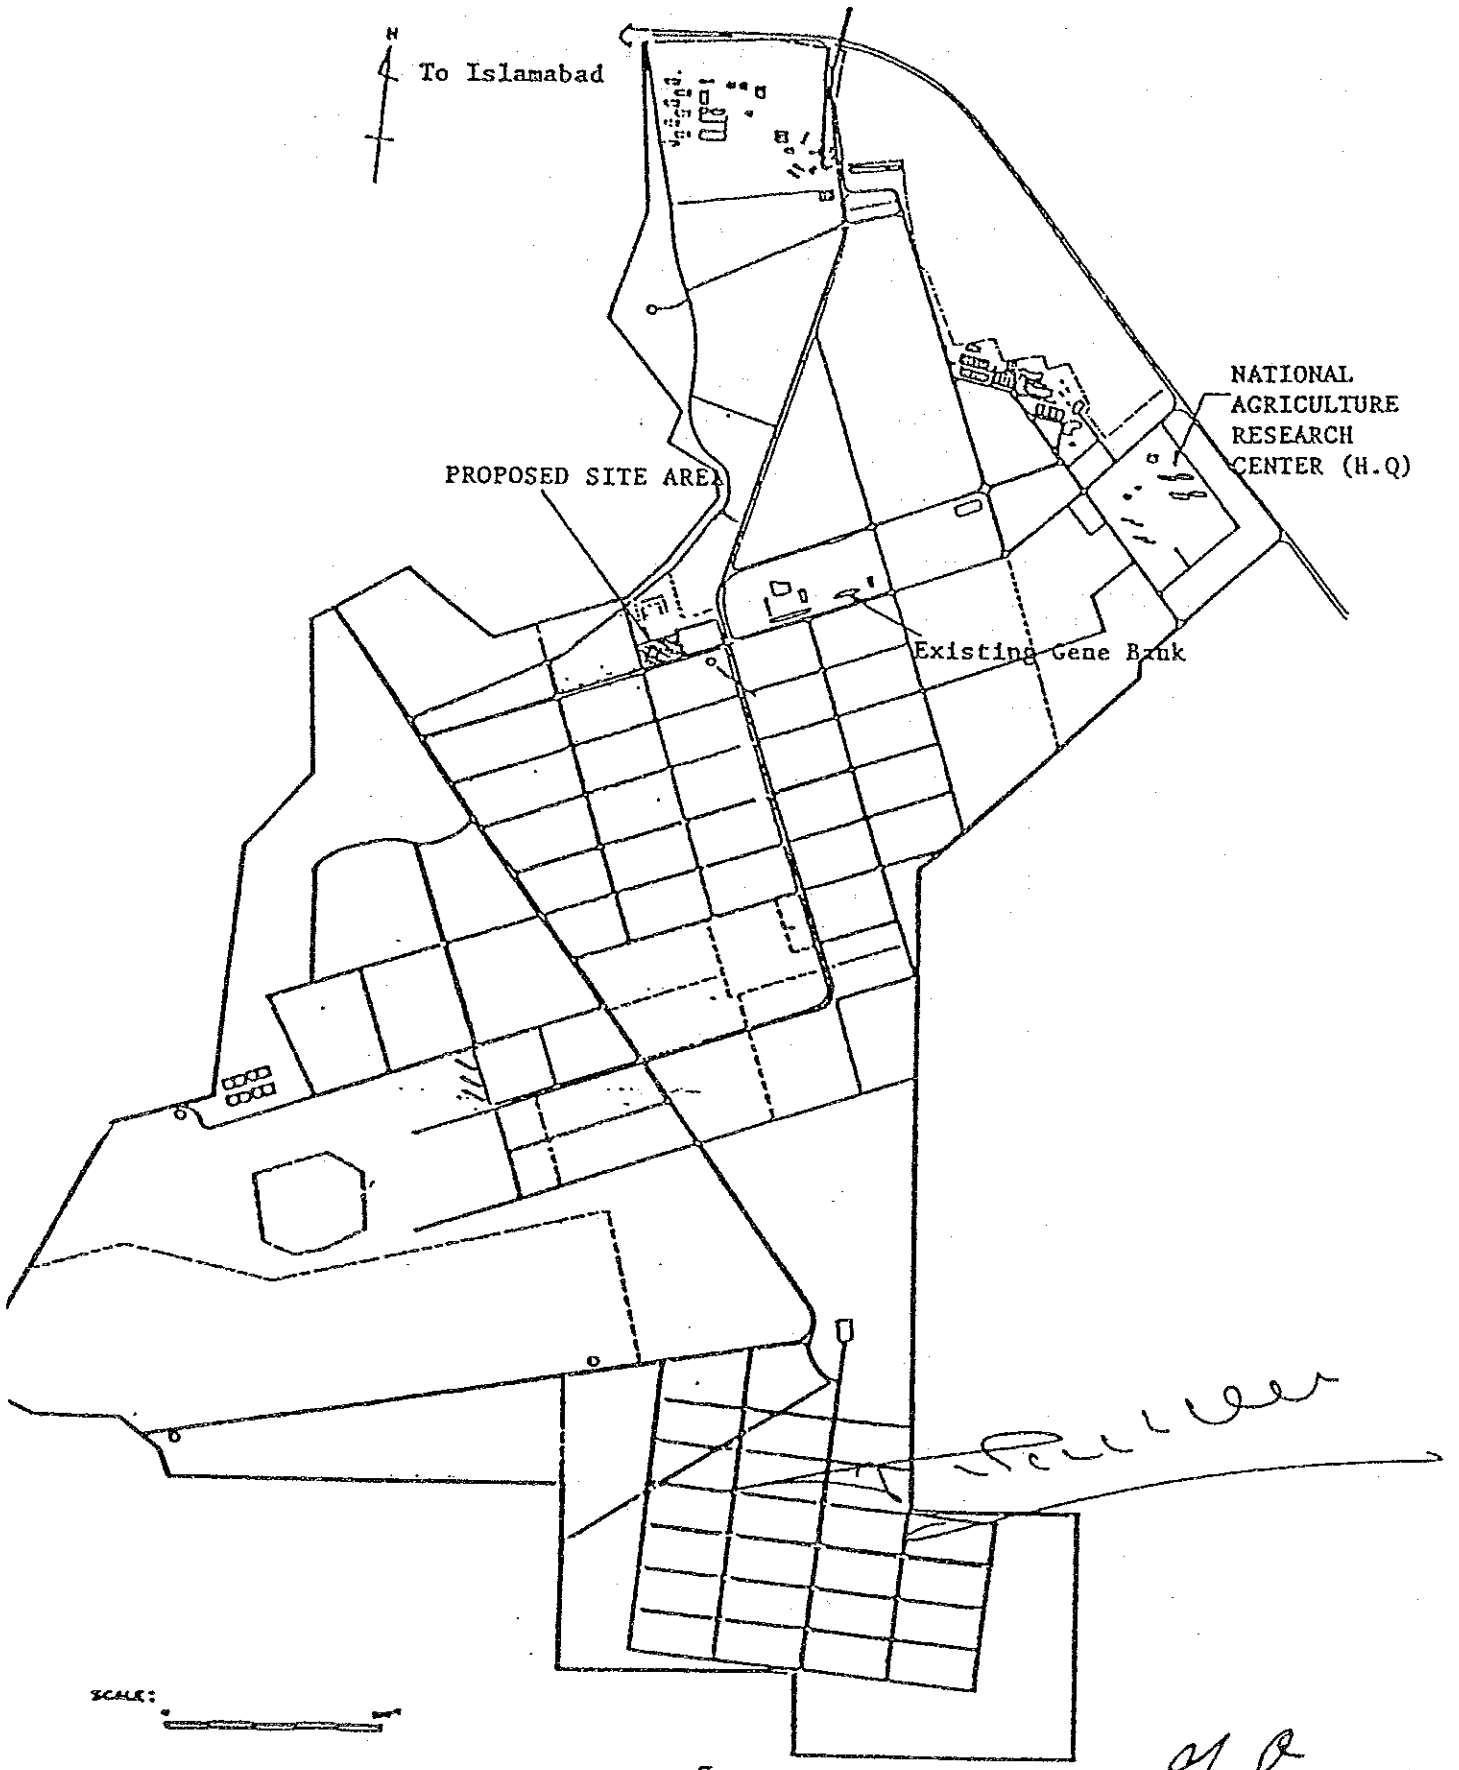 N
To Islamabad
NATIONAL
AGRICULTURE
RESEARCH
CENTER (H.Q)
PROPOSED SITE AREA
Existing Gene Bank
SCALE: